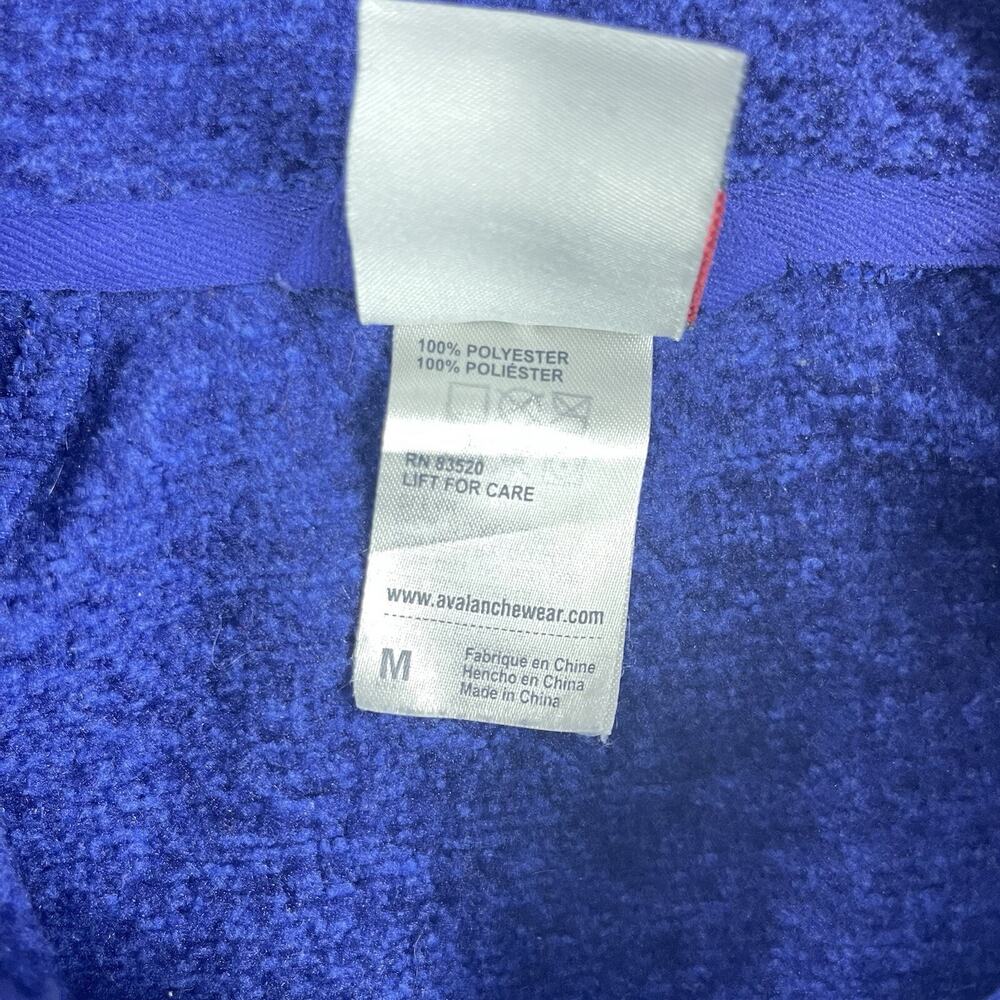 100% POLYESTER
100% POLIÉSTER
RN 83520
LIFT FOR CARE
www.avalanchewear.com
M
Fabrique en Chine
Hencho en China
Made in China